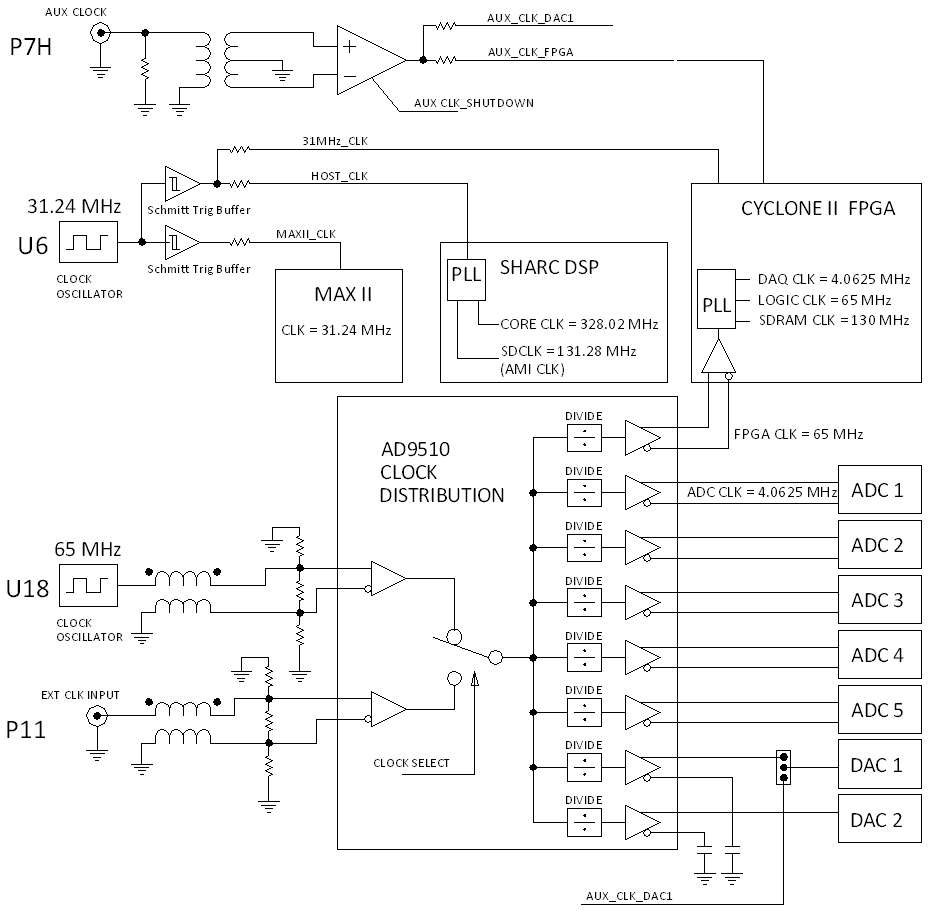 AUX CLOCK
P7H
AUX_CLK_DAC1
AUX_CLK_FPGA
+
−
AUX CLK_SHUTDOWN
31MHz_CLK
HOST_CLK
Schmitt Trig Buffer
31.24 MHz
U6
CLOCK
OSCILLATOR
MAXII_CLK
Schmitt Trig Buffer
MAX II
CLK = 31.24 MHz
SHARC DSP
PLL
CORE CLK = 328.02 MHz
SDCLK = 131.28 MHz
(AMI CLK)
CYCLONE II FPGA
PLL
DAQ CLK = 4.0625 MHz
LOGIC CLK = 65 MHz
SDRAM CLK = 130 MHz
FPGA CLK = 65 MHz
AD9510
CLOCK
DISTRIBUTION
DIVIDE
÷
DIVIDE
÷
ADC CLK = 4.0625 MHz
ADC 1
DIVIDE
÷
ADC 2
DIVIDE
÷
ADC 3
DIVIDE
÷
ADC 4
DIVIDE
÷
ADC 5
DIVIDE
÷
DAC 1
DIVIDE
÷
DAC 2
65 MHz
U18
CLOCK
OSCILLATOR
EXT CLK INPUT
P11
CLOCK SELECT
AUX_CLK_DAC1